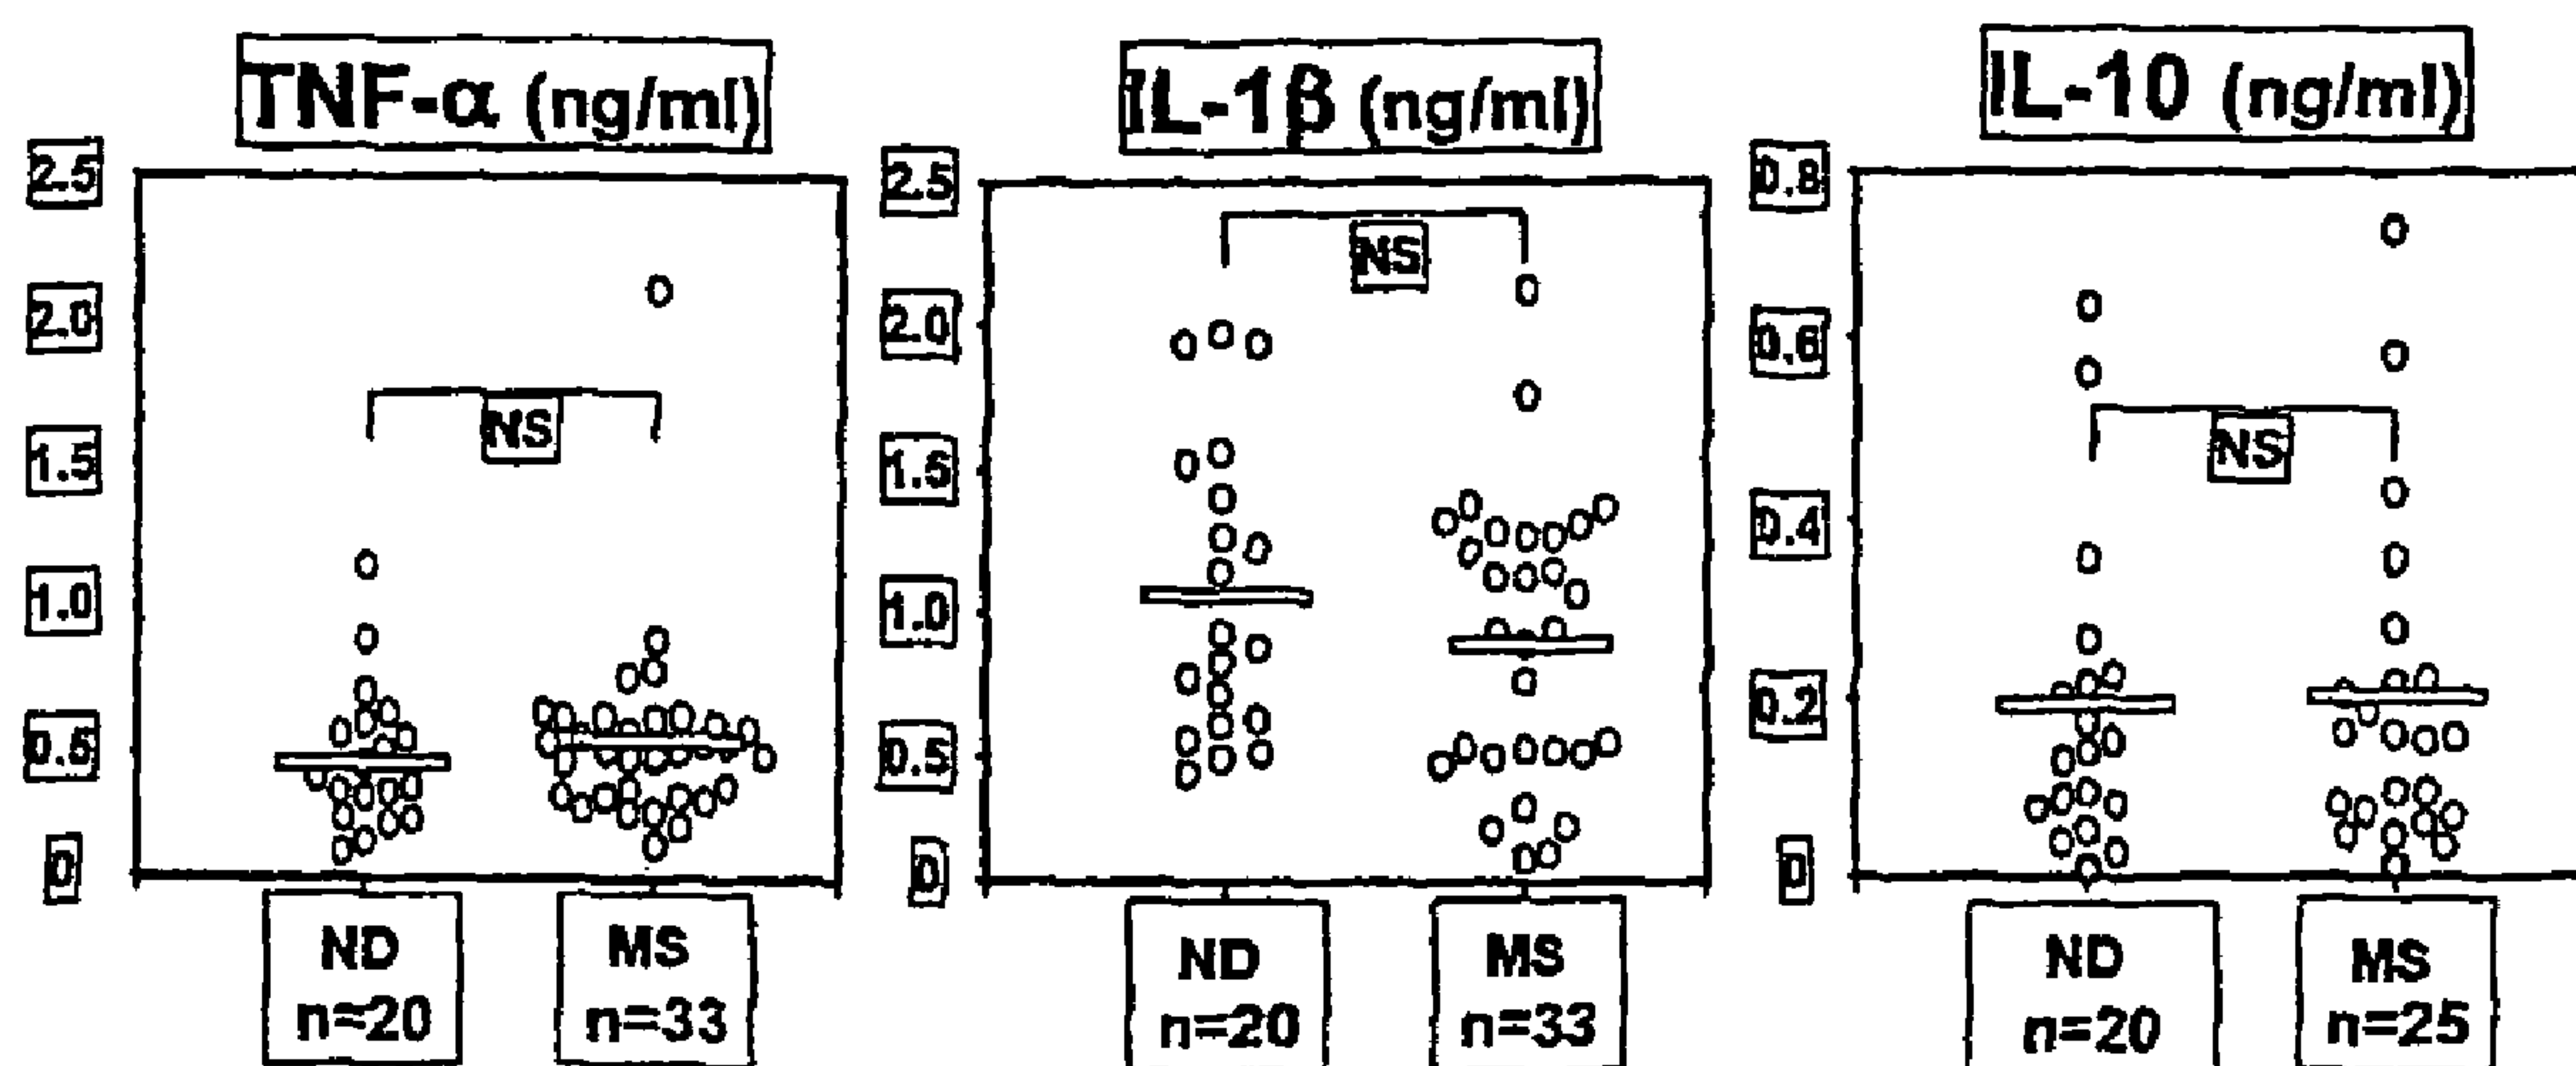 TNF-α (ng/ml)
2.5
2.0
1.5
1.0
0.5
0
NS
ND
n=20
MS
n=33
IL-1β (ng/ml)
2.5
2.0
1.5
1.0
0.5
0
NS
ND
n=20
MS
n=33
IL-10 (ng/ml)
0.8
0.6
0.4
0.2
0
NS
ND
n=20
MS
n=25